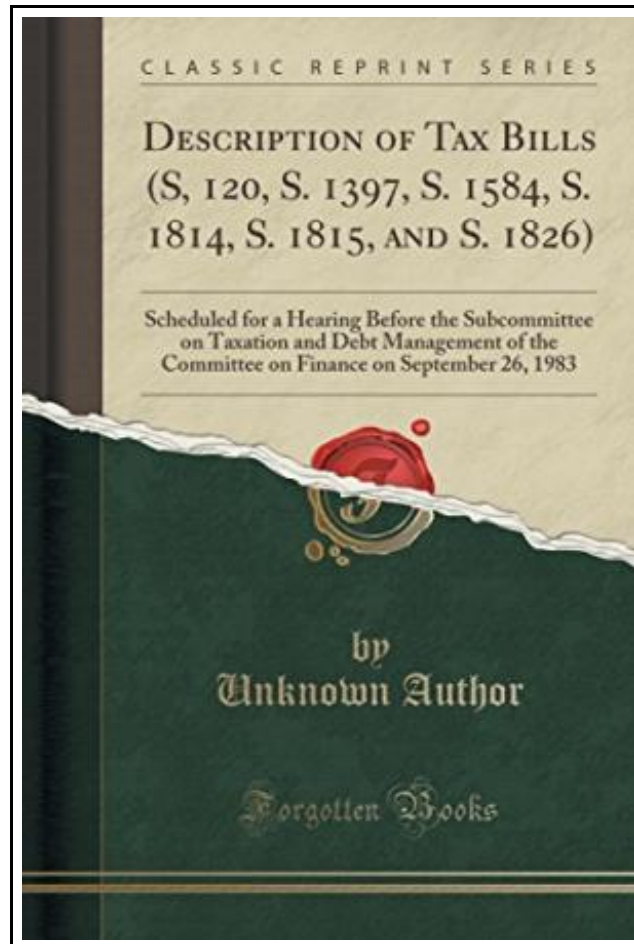 CLASSIC REPRINT SERIES
DESCRIPTION OF TAX BILLS
(S, 120, S. 1397, S. 1584, S.
1814, S. 1815, AND S. 1826)
Scheduled for a Hearing Before the Subcommittee
on Taxation and Debt Management of the
Committee on Finance on September 26, 1983
by
Unknown Author
Forgotten Books